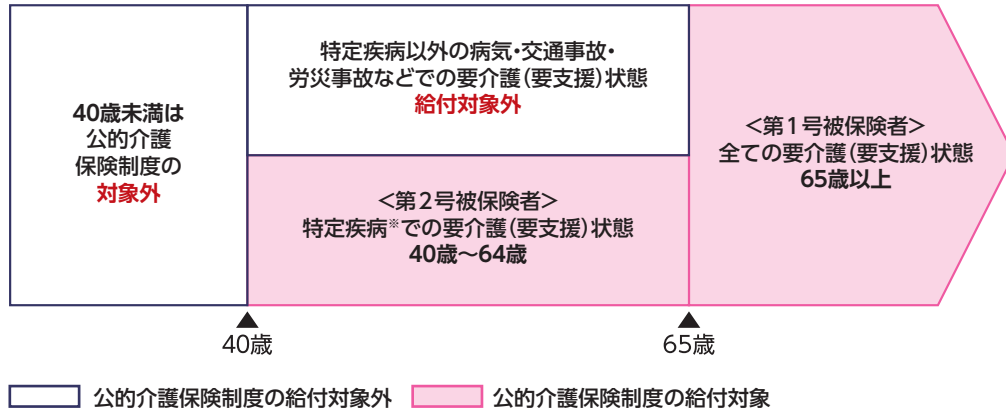 40歳未満は
公的介護
保険制度の
対象外
特定疾病以外の病気・交通事故・
労災事故などでの要介護(要支援)状態
給付対象外
<第2号被保険者>
特定疾病※での要介護(要支援)状態
40歳～64歳
<第1号被保険者>
全ての要介護(要支援)状態
65歳以上
▲
40歳
▲
65歳
公的介護保険制度の給付対象外
公的介護保険制度の給付対象